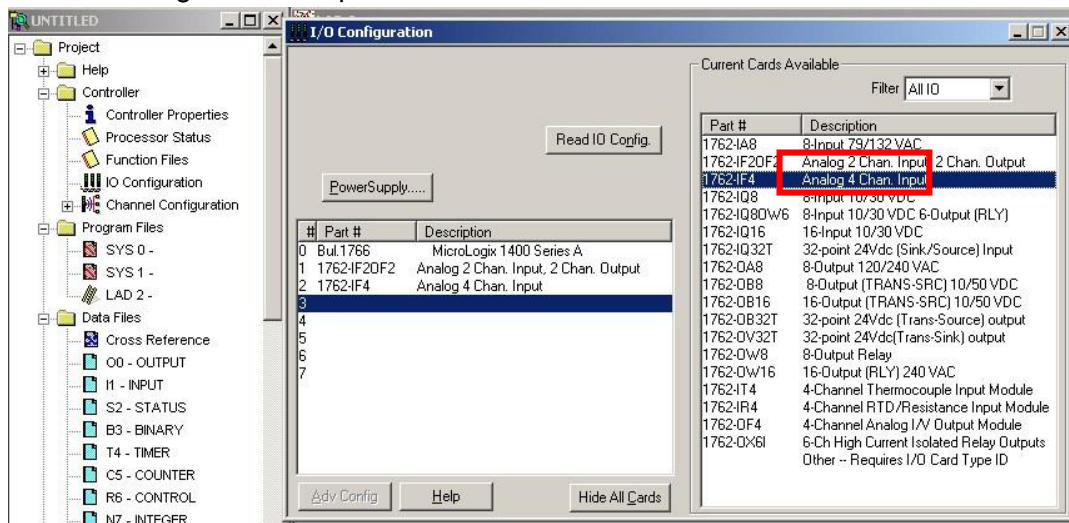 UNTITLED
Project
Help
Controller
Controller Properties
Processor Status
Function Files
IO Configuration
Channel Configuration
Program Files
SYS 0 -
SYS 1 -
LAD 2 -
Data Files
Cross Reference
O0 - OUTPUT
I1 - INPUT
S2 - STATUS
B3 - BINARY
T4 - TIMER
C5 - COUNTER
R6 - CONTROL
N7 - INTEGER
I/O Configuration
Read IO Config.
PowerSupply.....
# Part # Description
0 Bul.1766 MicroLogix 1400 Series A
1 1762-IF2OF2 Analog 2 Chan. Input, 2 Chan. Output
2 1762-IF4 Analog 4 Chan. Input
3
4
5
6
7
Adv Config Help Hide All Cards
Current Cards Available
Filter All IO
Part # Description
1762-IA8 8-Input 79/132 VAC
1762-IF2OF2 Analog 2 Chan. Input, 2 Chan. Output
1762-IF4 Analog 4 Chan. Input
1762-IQ8 8-Input 10/30 VDC
1762-IQ8OW6 8-Input 10/30 VDC 6-Output (RLY)
1762-IQ16 16-Input 10/30 VDC
1762-IQ32T 32-point 24Vdc (Sink/Source) Input
1762-OA8 8-Output 120/240 VAC
1762-OB8 8-Output (TRANS-SRC) 10/50 VDC
1762-OB16 16-Output (TRANS-SRC) 10/50 VDC
1762-OB32T 32-point 24Vdc (Trans-Source) output
1762-OV32T 32-point 24Vdc(Trans-Sink) output
1762-OW8 8-Output Relay
1762-OW16 16-Output (RLY) 240 VAC
1762-IT4 4-Channel Thermocouple Input Module
1762-IR4 4-Channel RTD/Resistance Input Module
1762-OF4 4-Channel Analog I/V Output Module
1762-OX6I 6-Ch High Current Isolated Relay Outputs
Other -- Requires I/O Card Type ID